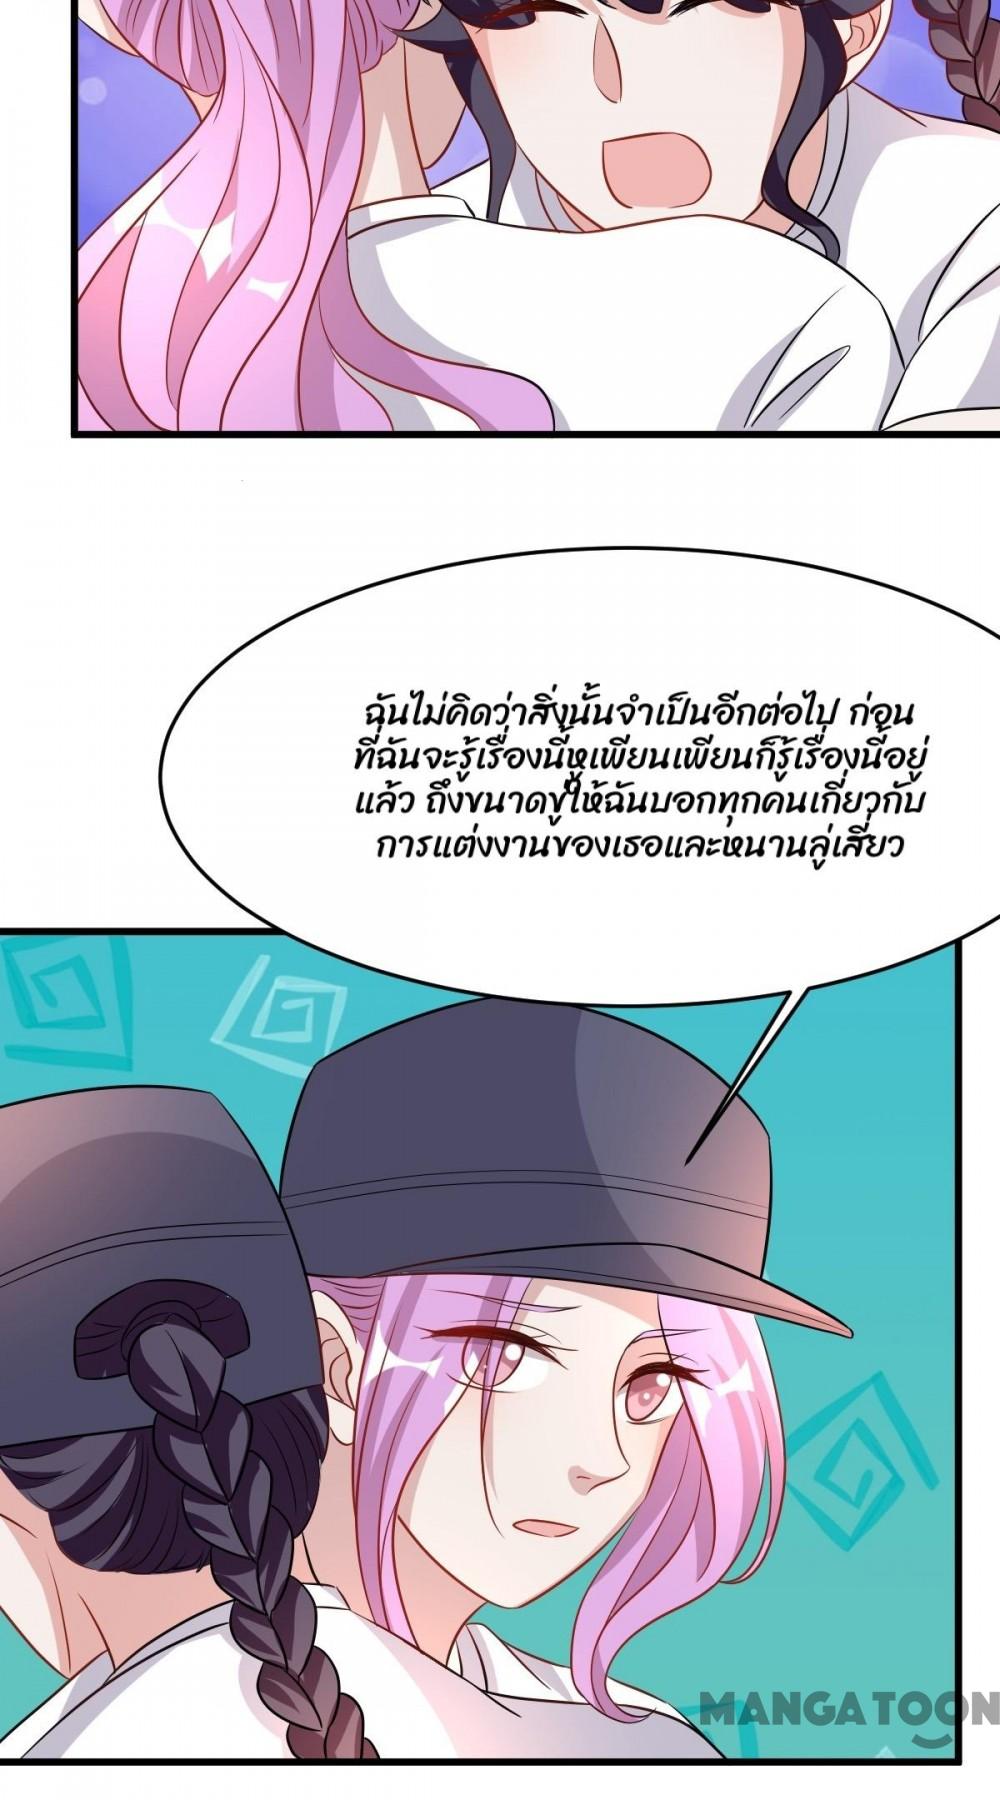 ฉันไม่คิดว่าสิ่งนั้นจำเป็นอีกต่อไป ก่อน
ที่ฉันจะรู้เรื่องนี้หูเพียนเพียนก็รู้เรื่องนี้อยู่
แล้ว ถึงขนาดขู่ให้ฉันบอกทุกคนเกี่ยวกับ
การแต่งงานของเธอและหนานลู่เสี่ยว
MANGATOON